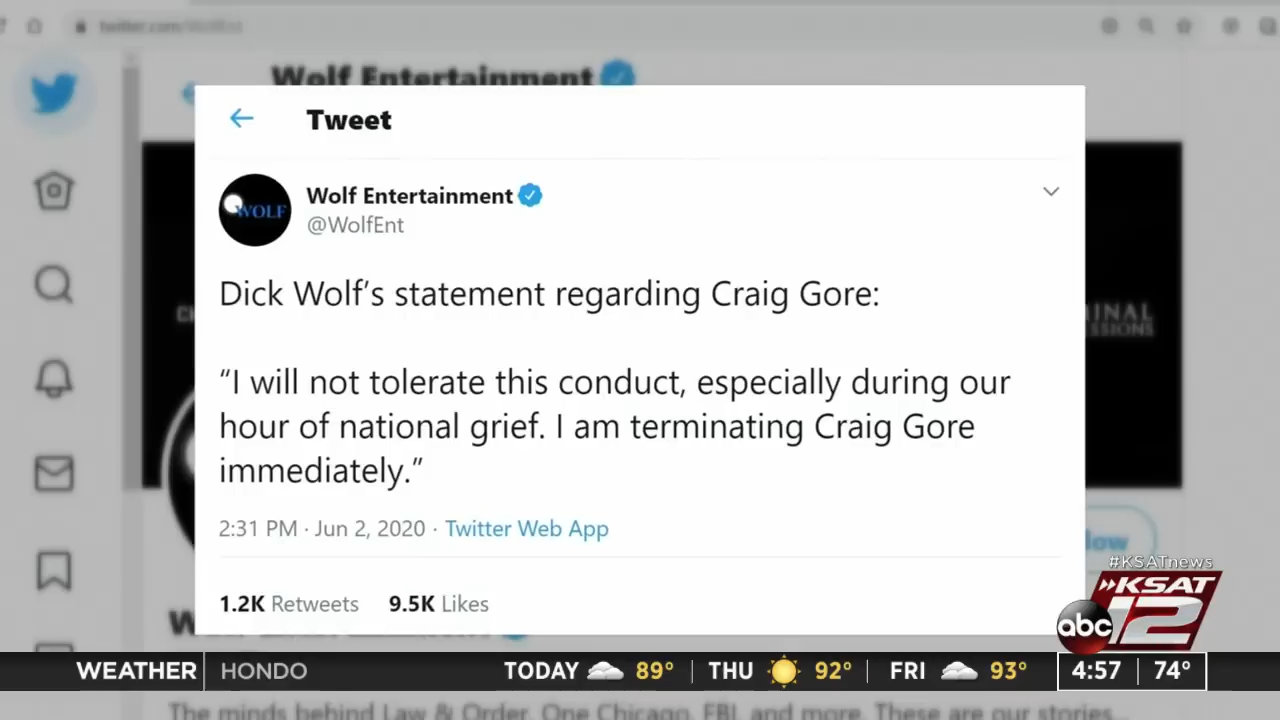 Wolf Entertainment
Tweet
WOLF
Wolf Entertainment
@WolfEnt
Dick Wolf’s statement regarding Craig Gore:
“I will not tolerate this conduct, especially during our
hour of national grief. I am terminating Craig Gore
immediately.”
2:31 PM · Jun 2, 2020 · Twitter Web App
1.2K Retweets 9.5K Likes
#KSATnews
KSAT
abc 12
WEATHER HONDO TODAY 89° THU 92° FRI 93° 4:57 74°
The minds behind Law & Order, One Chicago, FBI, and more. These are our stories...